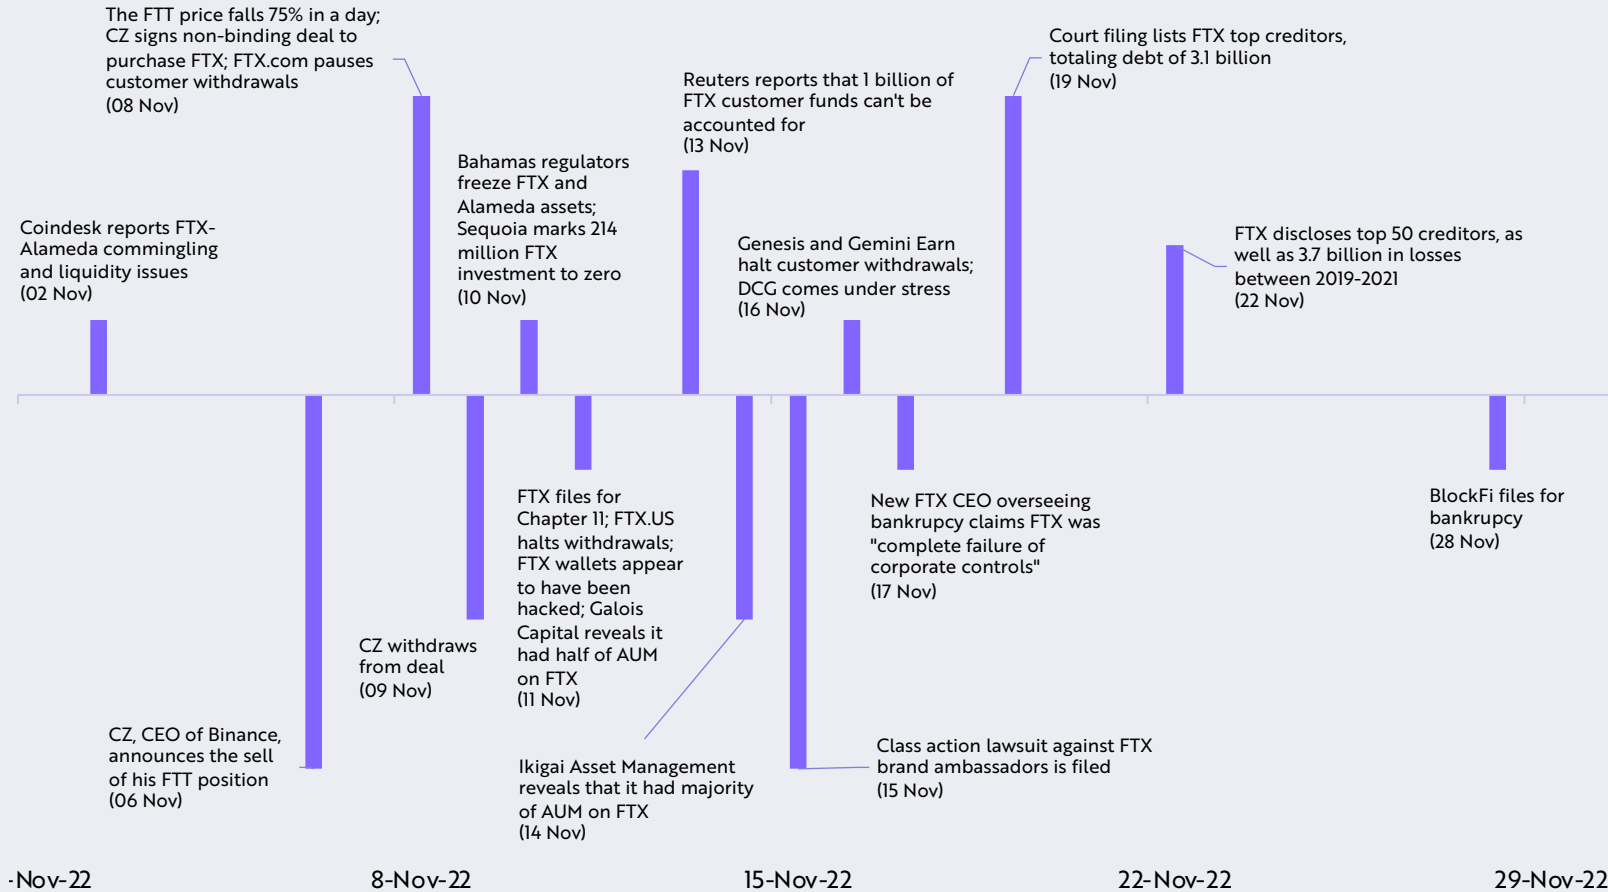 The FTT price falls 75% in a day;
CZ signs non-binding deal to
purchase FTX; FTX.com pauses
customer withdrawals
(08 Nov)
Court filing lists FTX top creditors,
totaling debt of 3.1 billion
(19 Nov)
Reuters reports that 1 billion of
FTX customer funds can't be
accounted for
(13 Nov)
Bahamas regulators
freeze FTX and
Alameda assets;
Sequoia marks 214
million FTX
investment to zero
(10 Nov)
Coindesk reports FTX-
Alameda commingling
and liquidity issues
(02 Nov)
Genesis and Gemini Earn
halt customer withdrawals;
DCG comes under stress
(16 Nov)
FTX discloses top 50 creditors, as
well as 3.7 billion in losses
between 2019-2021
(22 Nov)
FTX files for
Chapter 11; FTX.US
halts withdrawals;
FTX wallets appear
to have been
hacked; Galois
Capital reveals it
had half of AUM
on FTX
(11 Nov)
New FTX CEO overseeing
bankrupcy claims FTX was
"complete failure of
corporate controls"
(17 Nov)
BlockFi files for
bankrupcy
(28 Nov)
CZ withdraws
from deal
(09 Nov)
CZ, CEO of Binance,
announces the sell
of his FTT position
(06 Nov)
Ikigai Asset Management
reveals that it had majority
of AUM on FTX
(14 Nov)
Class action lawsuit against FTX
brand ambassadors is filed
(15 Nov)
-Nov-22
8-Nov-22
15-Nov-22
22-Nov-22
29-Nov-22